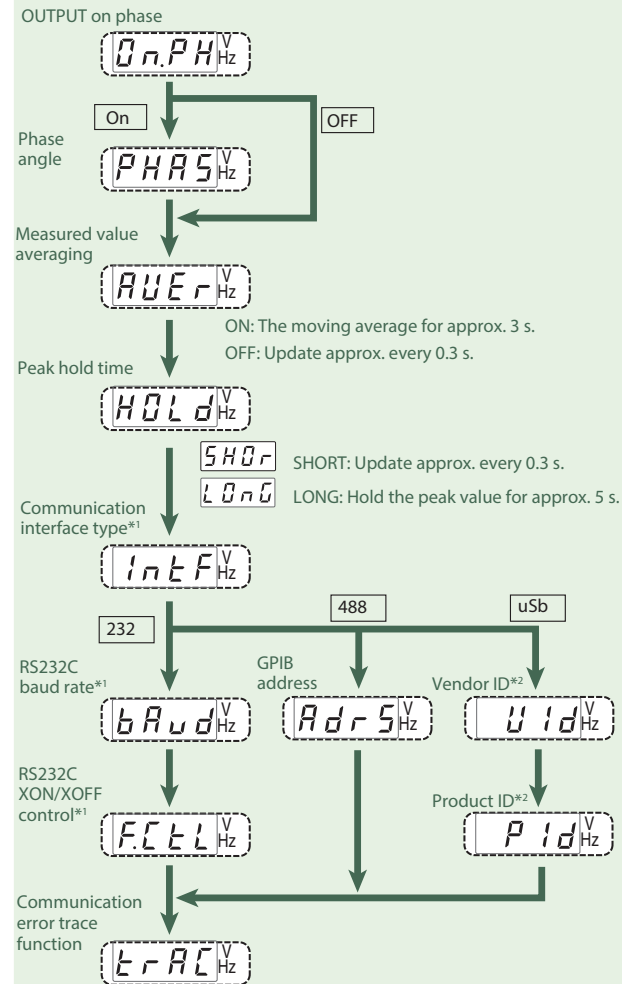 OUTPUT on phase
On.PH V Hz
On
OFF
Phase
angle
PHAS V Hz
Measured value
averaging
AVEr V Hz
ON: The moving average for approx. 3 s.
OFF: Update approx. every 0.3 s.
Peak hold time
HOLd V Hz
SHOr SHORT: Update approx. every 0.3 s.
LOnG LONG: Hold the peak value for approx. 5 s.
Communication
interface type*1
IntF V Hz
232
488
uSb
RS232C
baud rate*1
bAud V Hz
GPIB
address
AdrS V Hz
Vendor ID*2
VId V Hz
RS232C
XON/XOFF
control*1
F.CtL V Hz
Product ID*2
PId V Hz
Communication
error trace
function
trAC V Hz